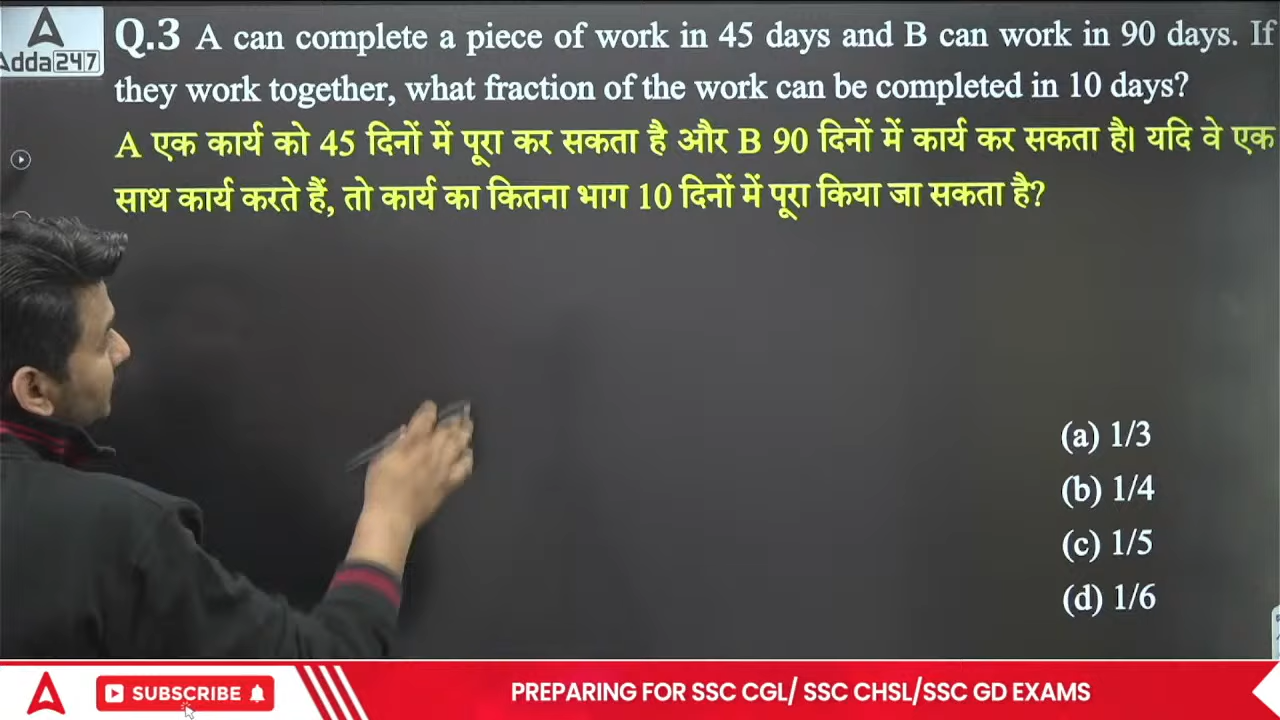 Adda 247
Q.3 A can complete a piece of work in 45 days and B can work in 90 days. If
they work together, what fraction of the work can be completed in 10 days?
A एक कार्य को 45 दिनों में पूरा कर सकता है और B 90 दिनों में कार्य कर सकता है। यदि वे एक
साथ कार्य करते हैं, तो कार्य का कितना भाग 10 दिनों में पूरा किया जा सकता है?
(a) 1/3
(b) 1/4
(c) 1/5
(d) 1/6
SUBSCRIBE
PREPARING FOR SSC CGL/ SSC CHSL/SSC GD EXAMS